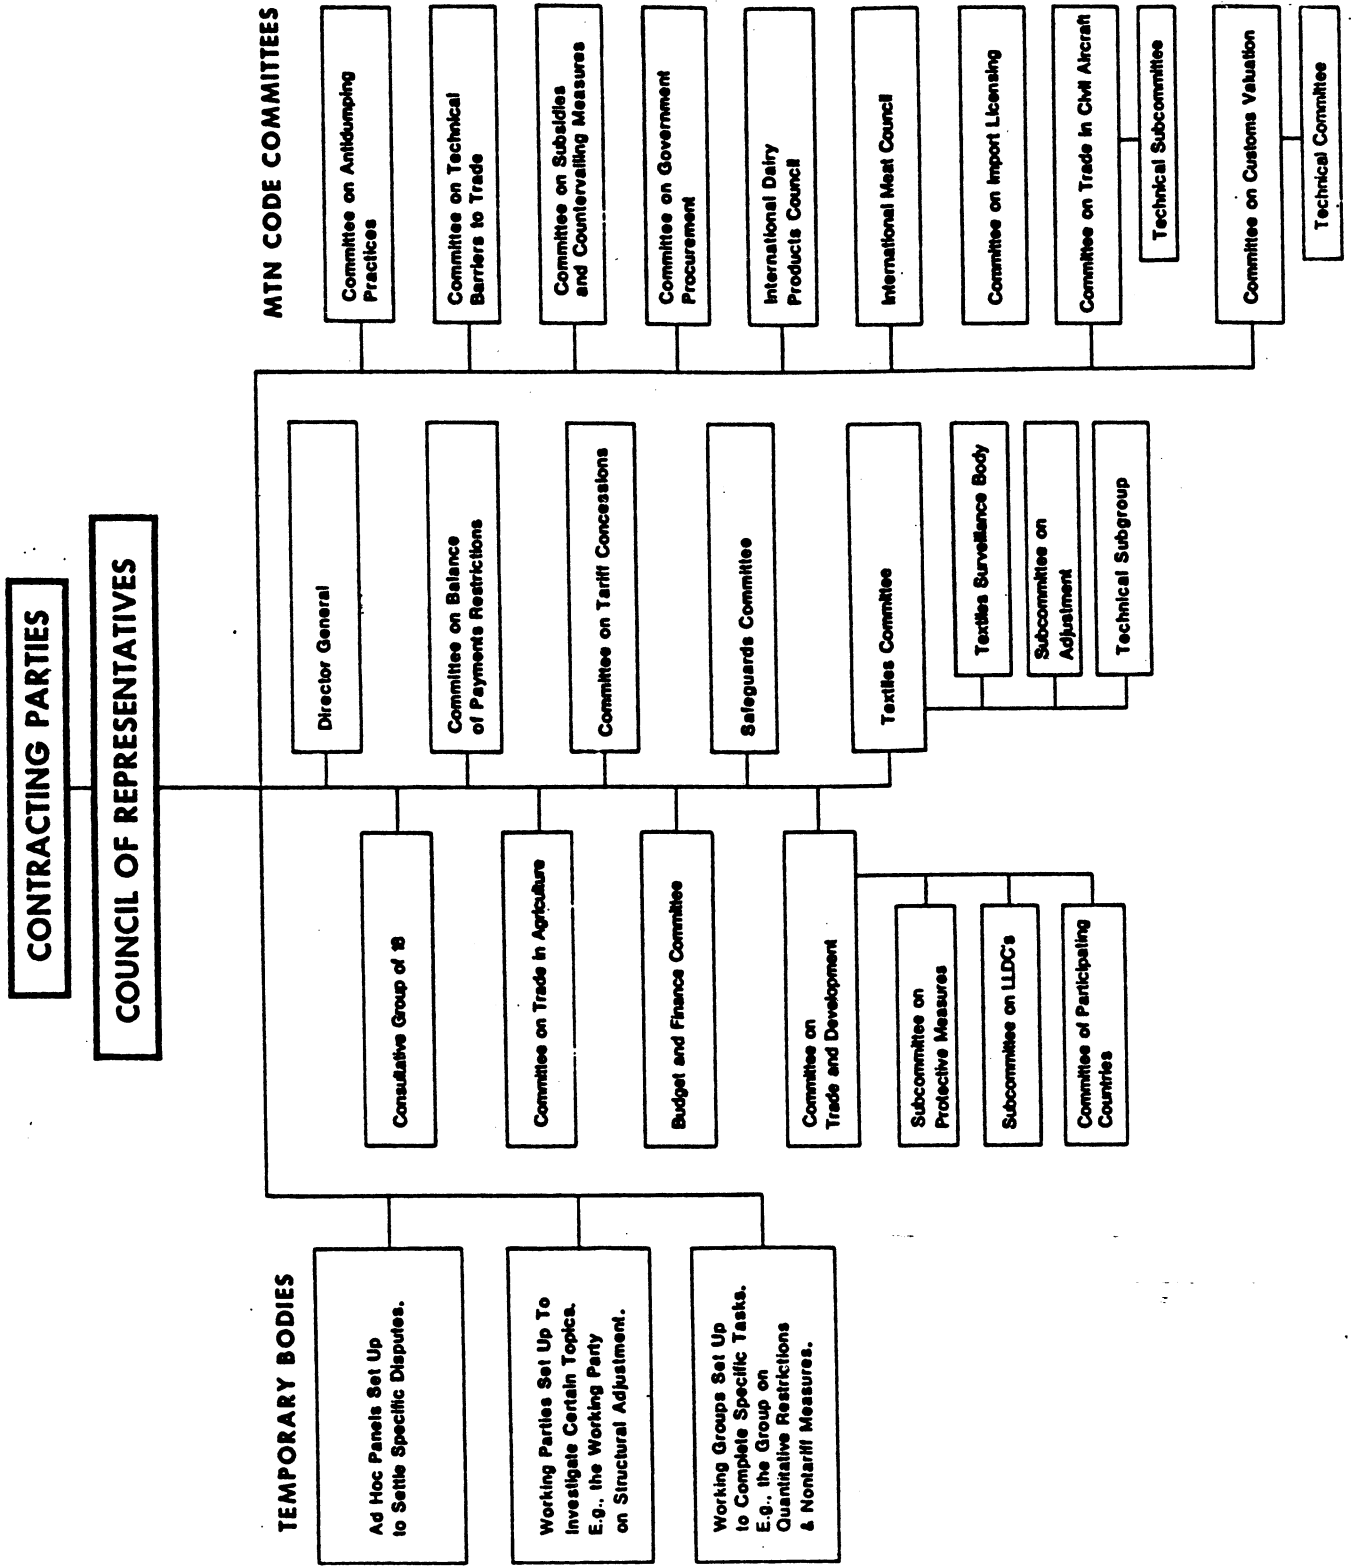 CONTRACTING PARTIES
COUNCIL OF REPRESENTATIVES
TEMPORARY BODIES
Ad Hoc Panels Set Up
to Settle Specific Disputes.
Working Parties Set Up To
Investigate Certain Topics.
E.g., the Working Party
on Structural Adjustment.
Working Groups Set Up
to Complete Specific Tasks.
E.g., the Group on
Quantitative Restrictions
& Nontariff Measures.
Consultative Group of 18
Committee on Trade in Agriculture
Budget and Finance Committee
Committee on
Trade and Development
Subcommittee on
Protective Measures
Subcommittee on LLDC's
Committee of Participating
Countries
Director General
Committee on Balance
of Payments Restrictions
Committee on Tariff Concessions
Safeguards Committee
Textiles Committee
Textiles Surveillance Body
Subcommittee on
Adjustment
Technical Subgroup
MTN CODE COMMITTEES
Committee on Antidumping
Practices
Committee on Technical
Barriers to Trade
Committee on Subsidies
and Countervailing Measures
Committee on Government
Procurement
International Dairy
Products Council
International Meat Council
Committee on Import Licensing
Committee on Trade in Civil Aircraft
Technical Subcommittee
Committee on Customs Valuation
Technical Committee